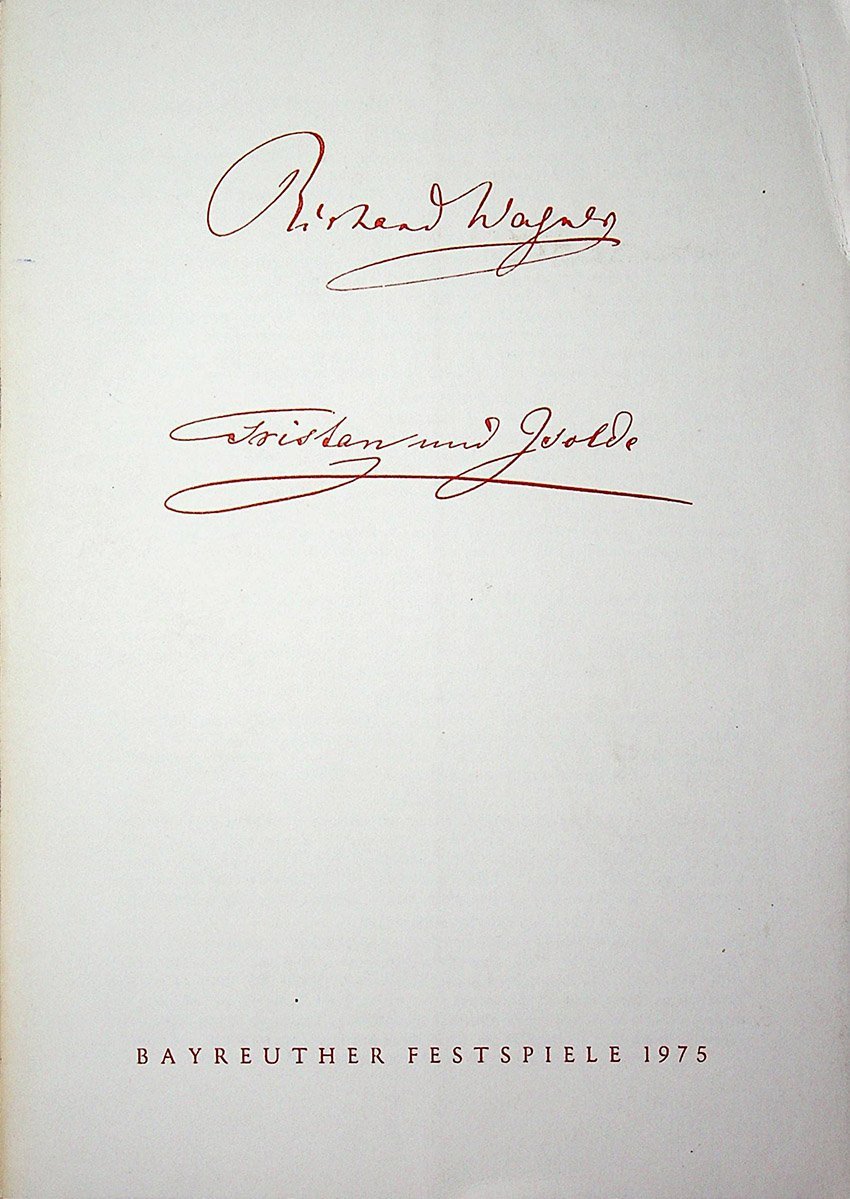 Richard Wagner
Tristan und Isolde
BAYREUTHER FESTSPIELE 1975